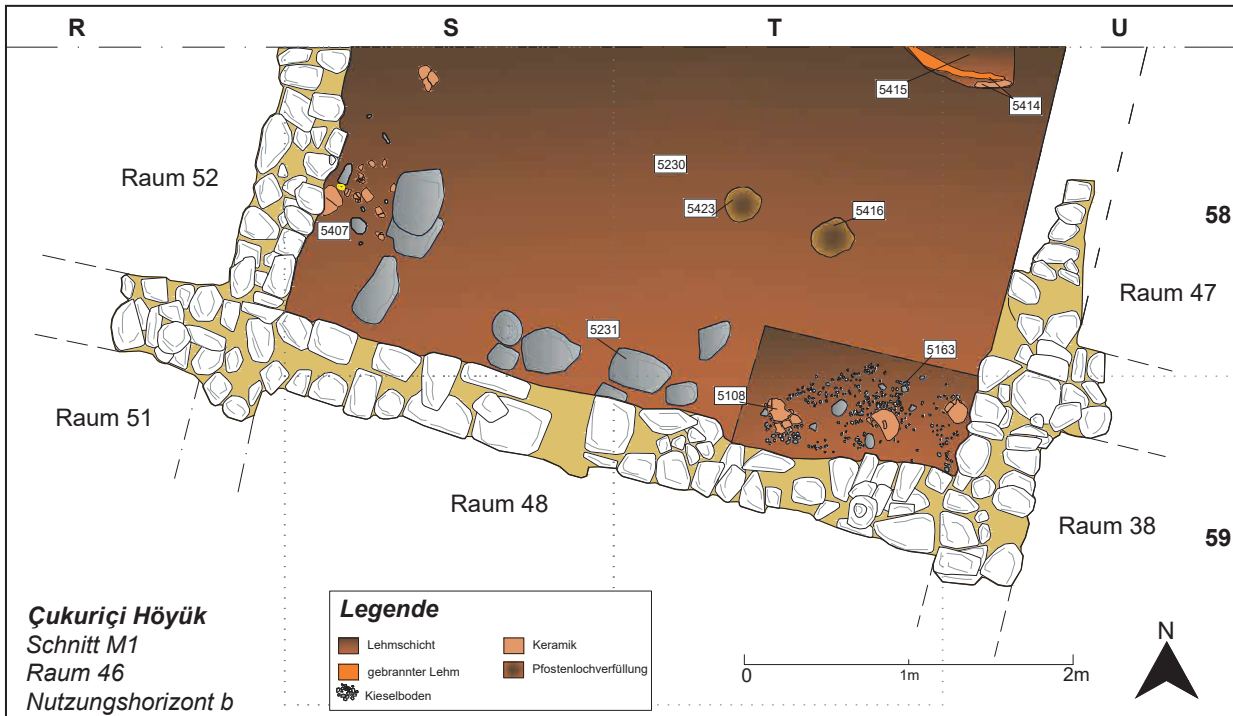 R S T U
5415
5414
Raum 52
5230
5423
5416
58
5407
Raum 47
5231
5163
5108
Raum 51
Raum 48
Raum 38
59
Çukuriçi Höyük
Schnitt M1
Raum 46
Nutzungshorizont b
Legende
Lehmschicht
Keramik
gebrannter Lehm
Pfostenlochverfüllung
Kieselboden
0 1m 2m
N